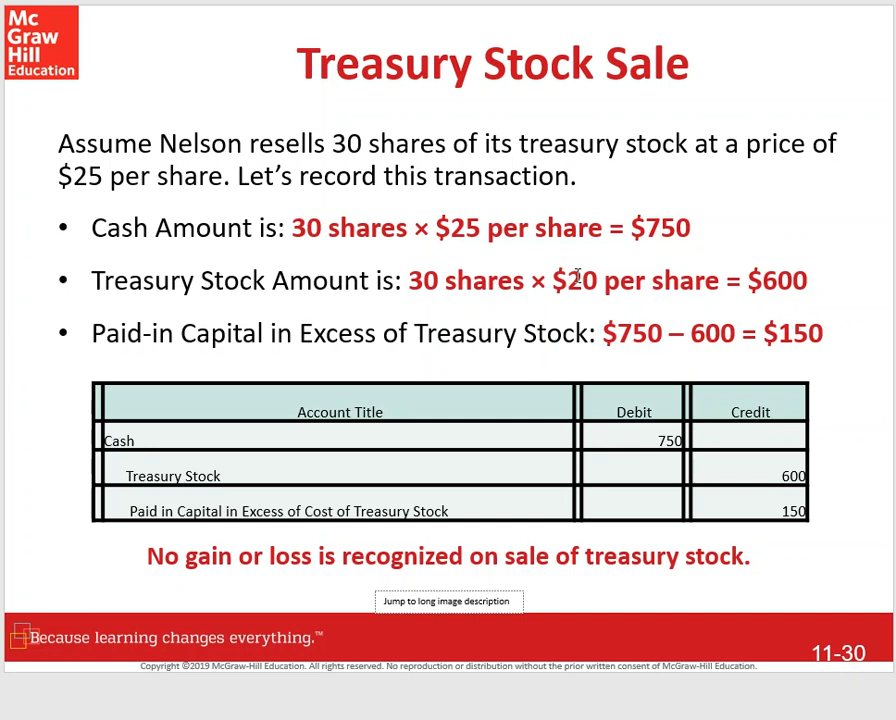 Mc
Graw
Hill
Education
Treasury Stock Sale
Assume Nelson resells 30 shares of its treasury stock at a price of
$25 per share. Let’s record this transaction.
• Cash Amount is: 30 shares × $25 per share = $750
• Treasury Stock Amount is: 30 shares × $20 per share = $600
• Paid-in Capital in Excess of Treasury Stock: $750 – 600 = $150
Account Title Debit Credit
Cash 750
Treasury Stock 600
Paid in Capital in Excess of Cost of Treasury Stock 150
No gain or loss is recognized on sale of treasury stock.
Jump to long image description
Because learning changes everything.™
11-30
Copyright ©2019 McGraw-Hill Education. All rights reserved. No reproduction or distribution without the prior written consent of McGraw-Hill Education.